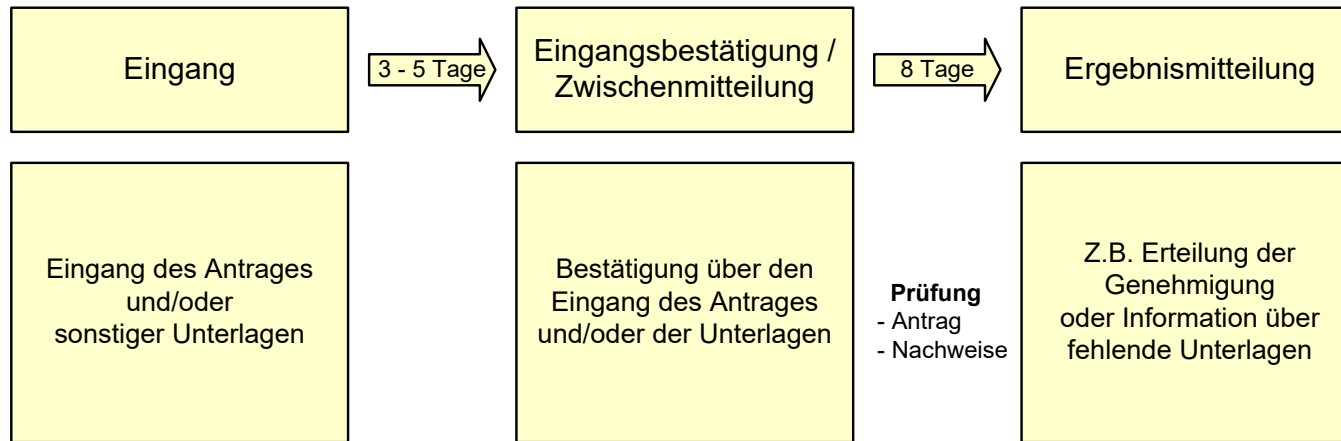 Eingang
3 - 5 Tage
Eingangsbestätigung /
Zwischenmitteilung
8 Tage
Ergebnismitteilung
Eingang des Antrages
und/oder
sonstiger Unterlagen
Bestätigung über den
Eingang des Antrages
und/oder der Unterlagen
Prüfung
- Antrag
- Nachweise
Z.B. Erteilung der
Genehmigung
oder Information über
fehlende Unterlagen